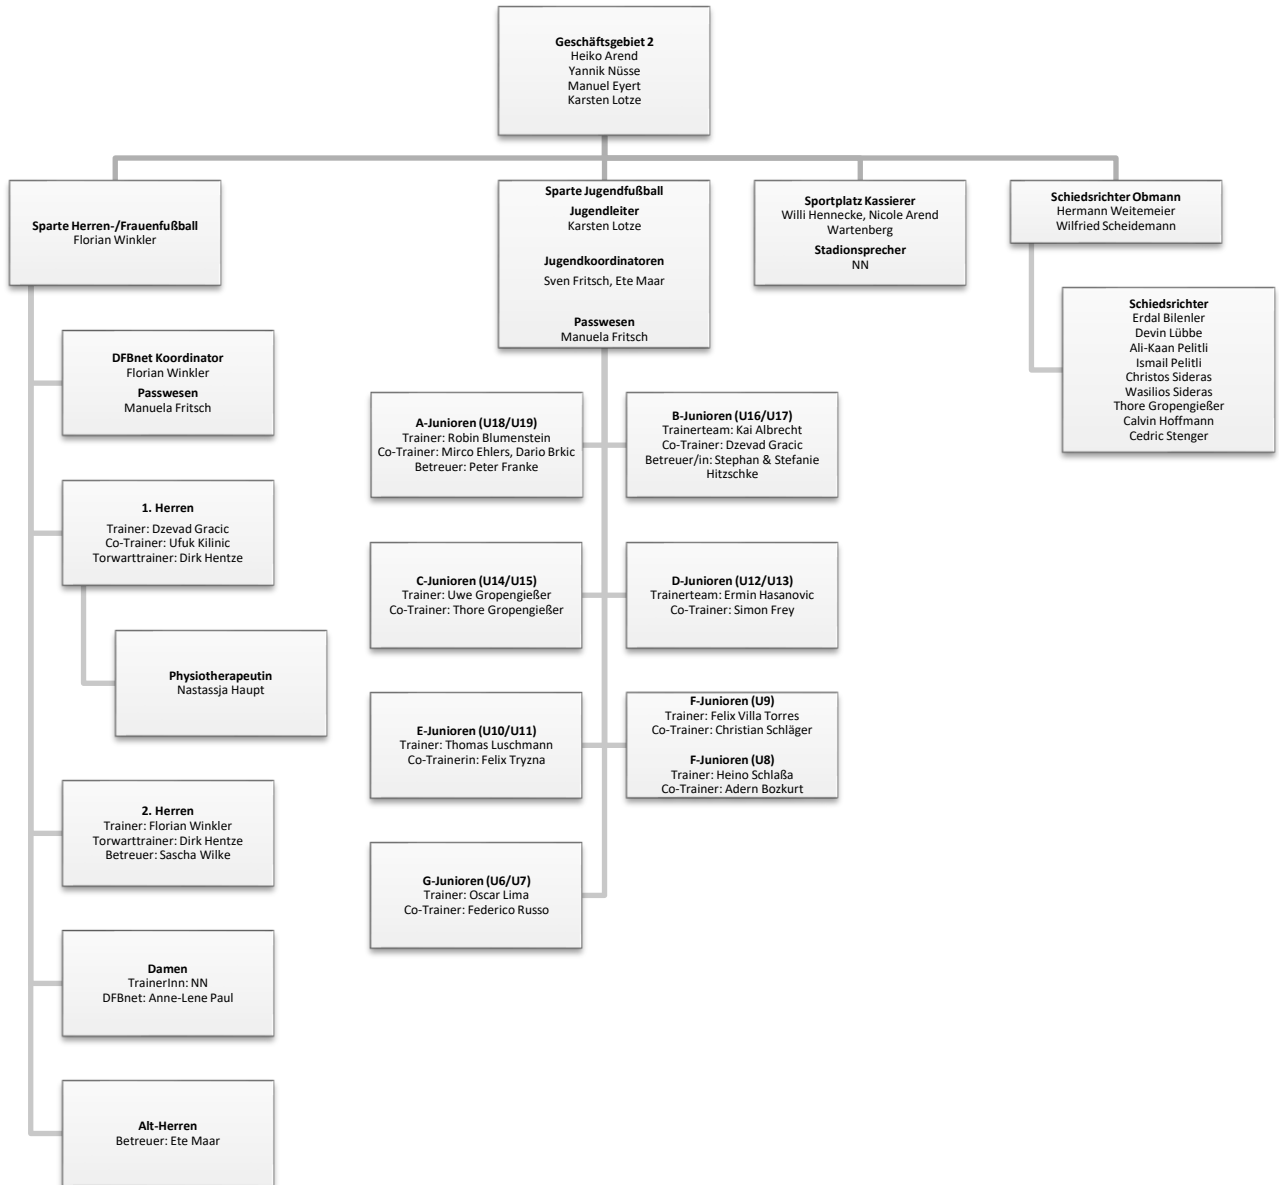 Geschäftsgebiet 2
Heiko Arend
Yannik Nüsse
Manuel Eyert
Karsten Lotze
Sparte Herren-/Frauenfußball
Florian Winkler
DFBnet Koordinator
Florian Winkler
Passwesen
Manuela Fritsch
1. Herren
Trainer: Dzevad Gracic
Co-Trainer: Ufuk Kilinic
Torwarttrainer: Dirk Hentze
Physiotherapeutin
Nastassja Haupt
2. Herren
Trainer: Florian Winkler
Torwarttrainer: Dirk Hentze
Betreuer: Sascha Wilke
Damen
TrainerInn: NN
DFBnet: Anne-Lene Paul
Alt-Herren
Betreuer: Ete Maar
Sparte Jugendfußball
Jugendleiter
Karsten Lotze
Jugendkoordinatoren
Sven Fritsch, Ete Maar
Passwesen
Manuela Fritsch
A-Junioren (U18/U19)
Trainer: Robin Blumenstein
Co-Trainer: Mirco Ehlers, Dario Brkic
Betreuer: Peter Franke
B-Junioren (U16/U17)
Trainerteam: Kai Albrecht
Co-Trainer: Dzevad Gracic
Betreuer/in: Stephan & Stefanie
Hitzschke
C-Junioren (U14/U15)
Trainer: Uwe Gropengießer
Co-Trainer: Thore Gropengießer
D-Junioren (U12/U13)
Trainerteam: Ermin Hasanovic
Co-Trainer: Simon Frey
E-Junioren (U10/U11)
Trainer: Thomas Luschmann
Co-Trainerin: Felix Tryzna
F-Junioren (U9)
Trainer: Felix Villa Torres
Co-Trainer: Christian Schläger
F-Junioren (U8)
Trainer: Heino Schlaßa
Co-Trainer: Adern Bozkurt
G-Junioren (U6/U7)
Trainer: Oscar Lima
Co-Trainer: Federico Russo
Sportplatz Kassierer
Willi Hennecke, Nicole Arend
Wartenberg
Stadionsprecher
NN
Schiedsrichter Obmann
Hermann Weitemeier
Wilfried Scheidemann
Schiedsrichter
Erdal Bilenler
Devin Lübbe
Ali-Kaan Pelitli
Ismail Pelitli
Christos Sideras
Wasilios Sideras
Thore Gropengießer
Calvin Hoffmann
Cedric Stenger